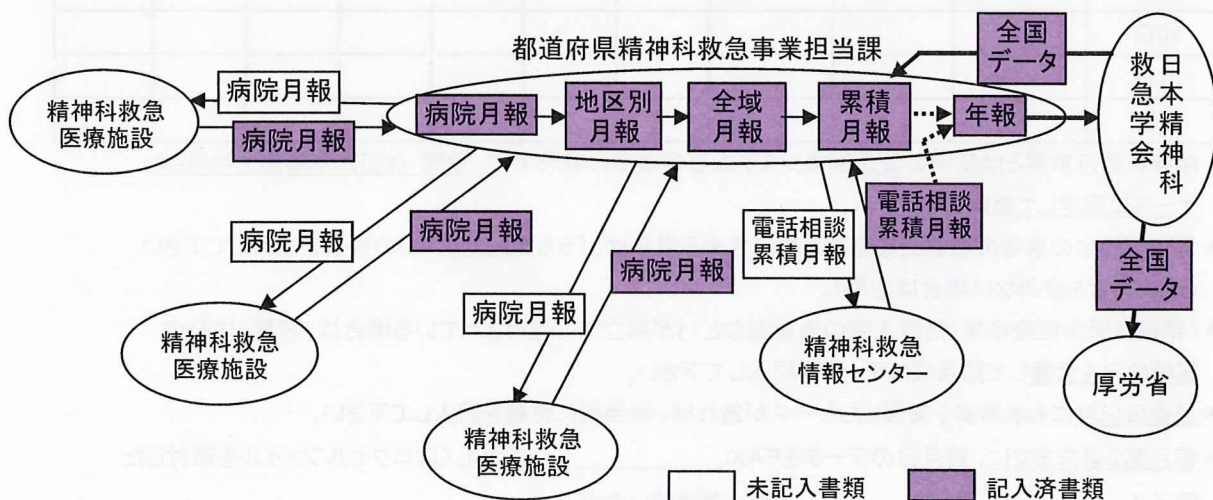 都道府県精神科救急事業担当課
全国
データ
日本精神科
救急学会
精神科救急
医療施設
病院月報
病院月報
病院月報
地区別
月報
全域
月報
累積
月報
年報
病院月報
病院月報
電話相談
累積月報
電話相談
累積月報
病院月報
病院月報
全国
データ
精神科救急
医療施設
精神科救急
情報センター
厚労省
精神科救急
医療施設
未記入書類
記入済書類